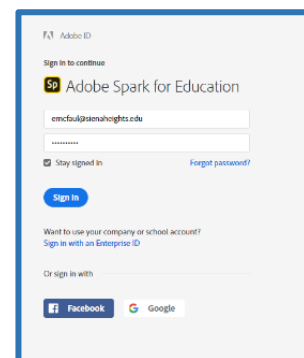 Adobe ID
Sign in to continue
Sp Adobe Spark for Education
emcfaul@sienaheights.edu
••••••••••
Stay signed in Forgot password?
Sign in
Want to use your company or school account?
Sign in with an Enterprise ID
Or sign in with
Facebook Google